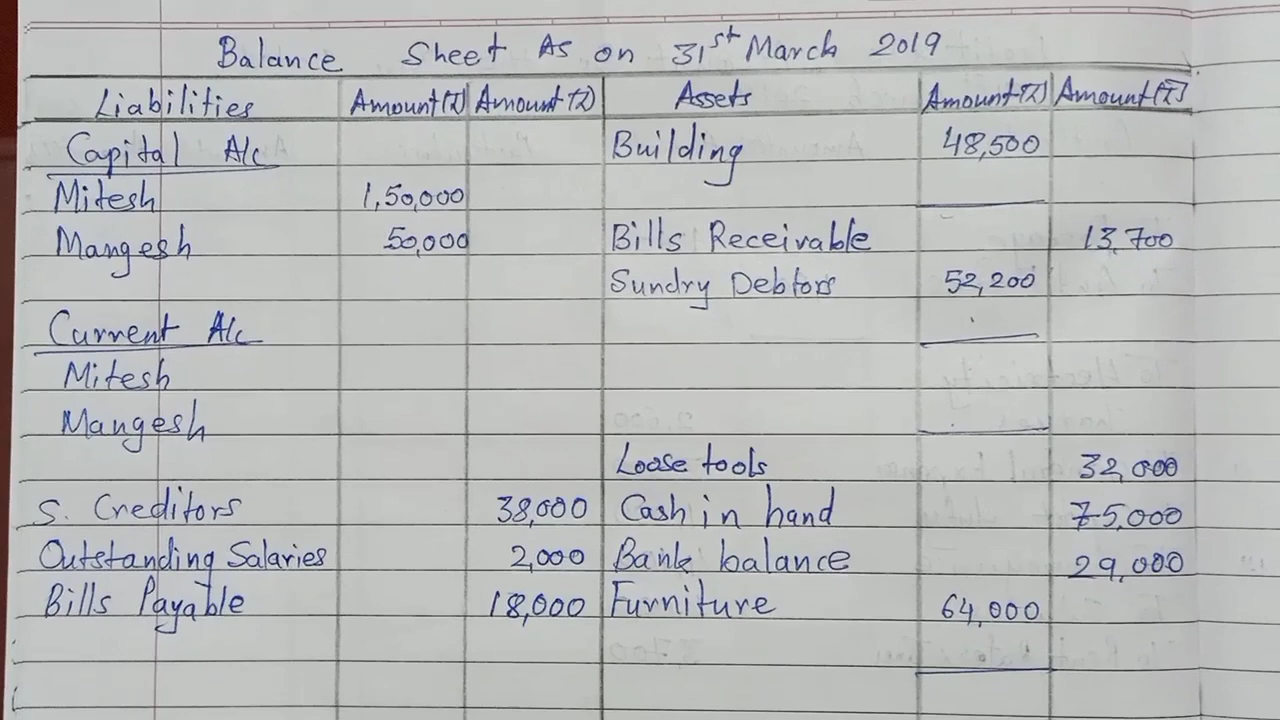 Balance Sheet As on 31st March 2019
Liabilities Amount(₹) Amount(₹) Assets Amount(₹) Amount(₹)
Capital A/c Building 48,500
Mitesh 1,50,000
Mangesh 50,000 Bills Receivable 13,700
Sundry Debtors 52,200
Current A/c
Mitesh
Mangesh
Loose tools 32,000
S. Creditors 38,000 Cash in hand 75,000
Outstanding Salaries 2,000 Bank balance 29,000
Bills Payable 18,000 Furniture 64,000